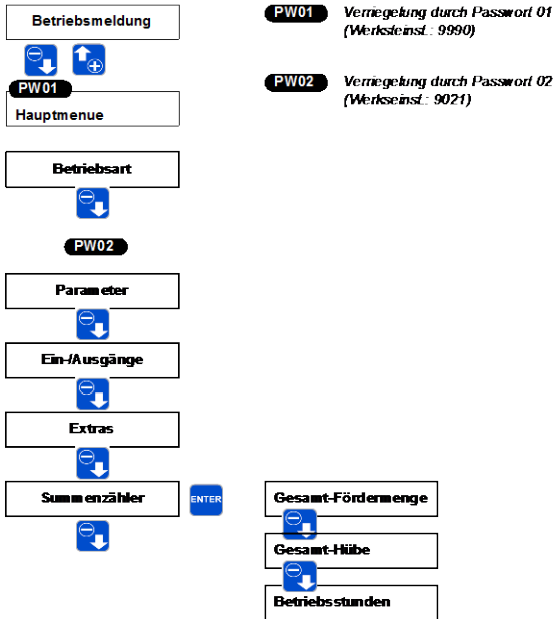 Betriebsmeldung
PW01
Hauptmenue
Betriebsart
PW02
Parameter
Ein-/Ausgänge
Extras
Summenzähler
ENTER
Gesamt-Fördermenge
Gesamt-Hübe
Betriebsstunden
PW01 Verriegelung durch Passwort 01
(Werksteinst.: 9990)
PW02 Verriegelung durch Passwort 02
(Werkseinst.: 9021)